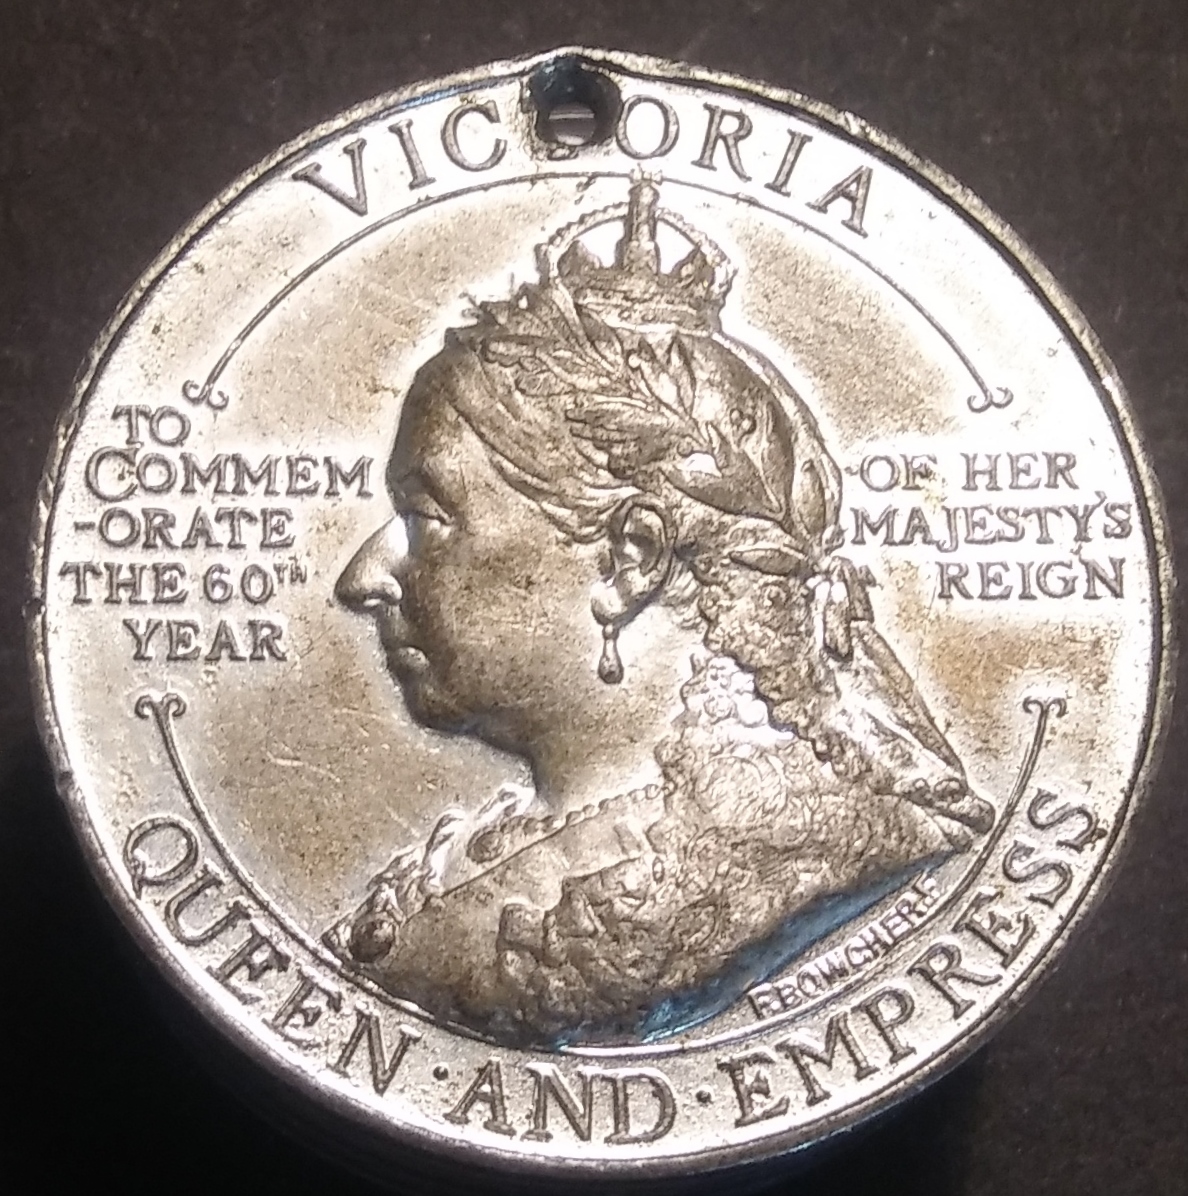 VICTORIA
TO
COMMEM
-ORATE
THE 60TH
YEAR
OF HER
MAJESTY'S
REIGN
QUEEN·AND·EMPRESS
F.BOWCHER F